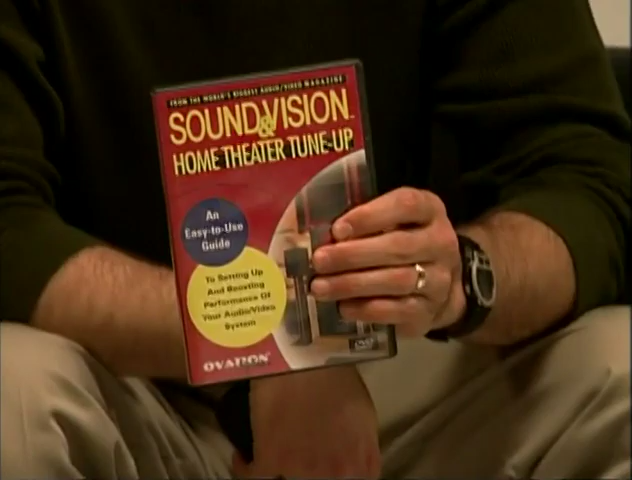 FROM THE WORLD'S BIGGEST AUDIO/VIDEO MAGAZINE
SOUND & VISION
HOME THEATER TUNE-UP
An
Easy-to-Use
Guide
To Setting Up
And Boosting
Performance Of
Your Audio/Video
System
OVATION
DVD